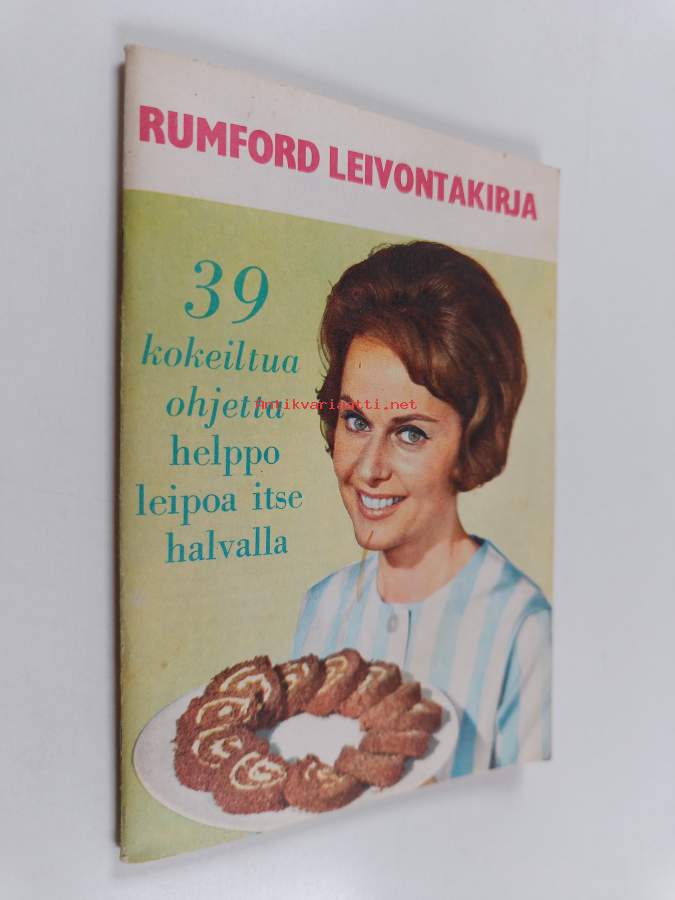 RUMFORD LEIVONTAKIRJA
39
kokeiltua
ohjetta
antikvariaatti.net
helppo
leipoa itse
halvalla